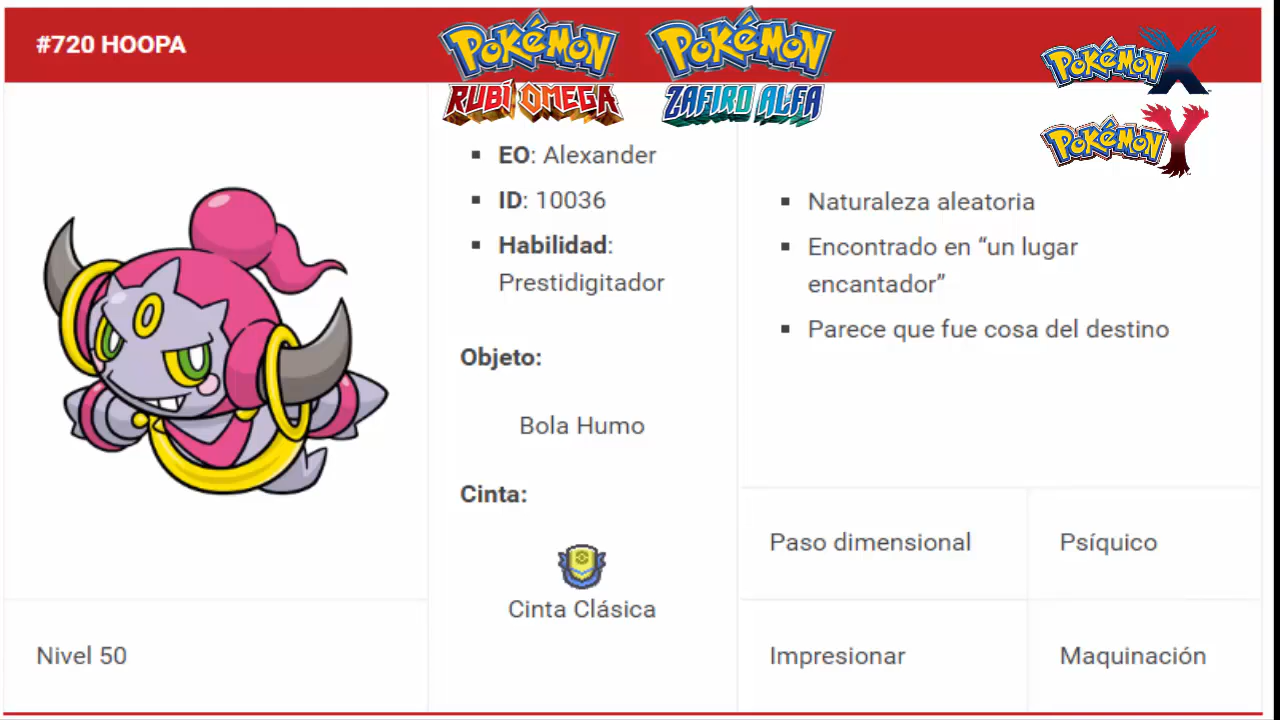 #720 HOOPA
POKéMON
RUBÍ OMEGA
POKéMON
ZAFIRO ALFA
POKéMON X
POKéMON Y
EO: Alexander
ID: 10036
Habilidad:
Prestidigitador
Objeto:
Bola Humo
Cinta:
Cinta Clásica
Naturaleza aleatoria
Encontrado en “un lugar
encantador”
Parece que fue cosa del destino
Nivel 50
Paso dimensional
Psíquico
Impresionar
Maquinación